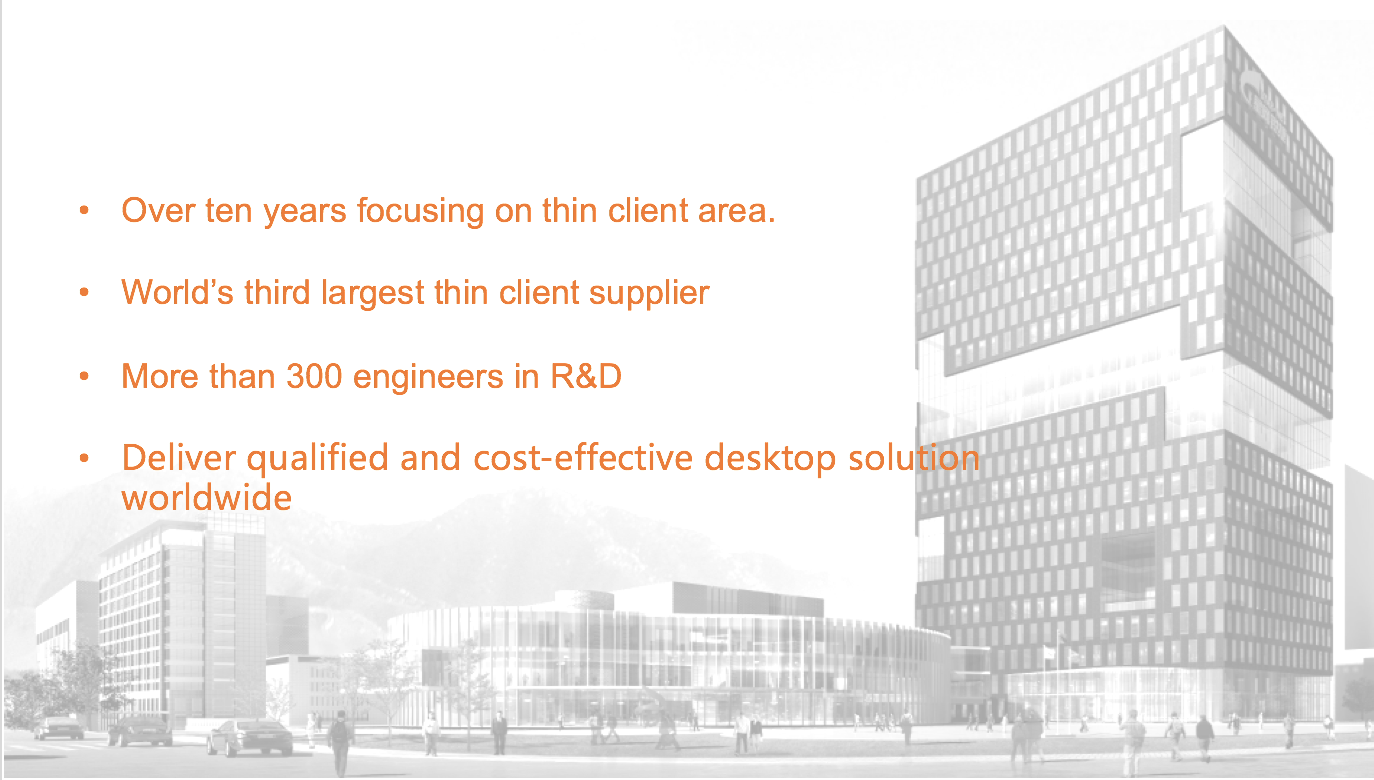 • Over ten years focusing on thin client area.
• World’s third largest thin client supplier
• More than 300 engineers in R&D
• Deliver qualified and cost-effective desktop solution
worldwide